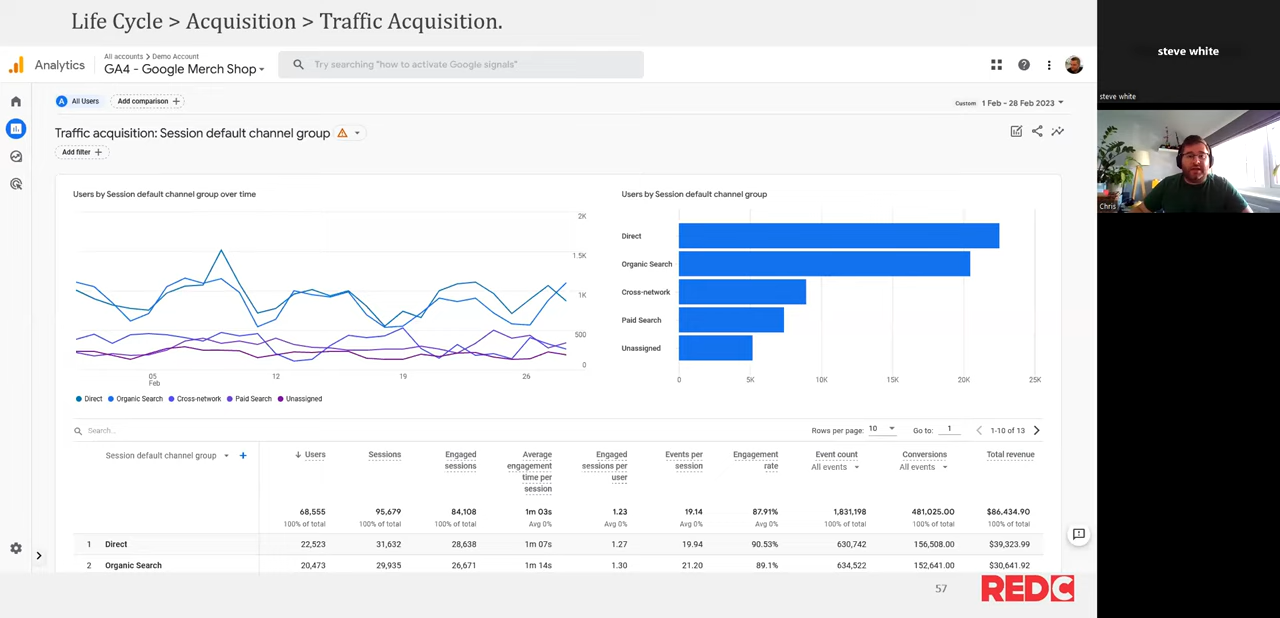 Life Cycle > Acquisition > Traffic Acquisition.
Analytics
All accounts > Demo Account
GA4 - Google Merch Shop
Try searching "how to activate Google signals"
A All Users
Add comparison +
Custom 1 Feb - 28 Feb 2023
Traffic acquisition: Session default channel group
Add filter +
Users by Session default channel group over time
2K
1.5K
1K
500
0
05 Feb
12
19
26
Direct
Organic Search
Cross-network
Paid Search
Unassigned
Users by Session default channel group
Direct
Organic Search
Cross-network
Paid Search
Unassigned
0
5K
10K
15K
20K
25K
Search...
Rows per page: 10
Go to: 1
1-10 of 13
Session default channel group +
Users
Sessions
Engaged sessions
Average engagement time per session
Engaged sessions per user
Events per session
Engagement rate
Event count All events
Conversions All events
Total revenue
68,555 95,679 84,108 1m 03s 1.23 19.14 87.91% 1,831,198 481,025.00 $86,434.90
100% of total 100% of total 100% of total Avg 0% Avg 0% Avg 0% Avg 0% 100% of total 100% of total 100% of total
1 Direct 22,523 31,632 28,638 1m 07s 1.27 19.94 90.53% 630,742 156,508.00 $39,323.99
2 Organic Search 20,473 29,935 26,671 1m 14s 1.30 21.20 89.1% 634,522 152,641.00 $30,641.92
57
REDC
steve white
steve white
Chris